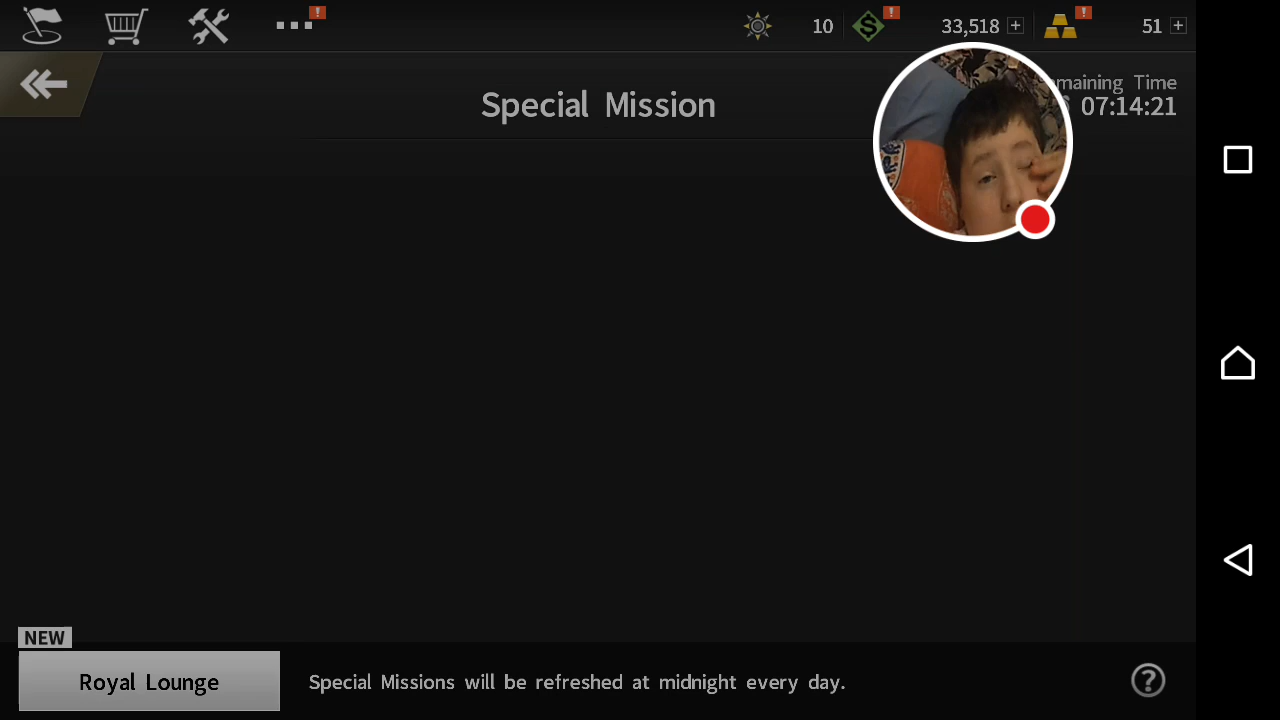 10
33,518
51
Remaining Time
07:14:21
Special Mission
NEW
Royal Lounge
Special Missions will be refreshed at midnight every day.